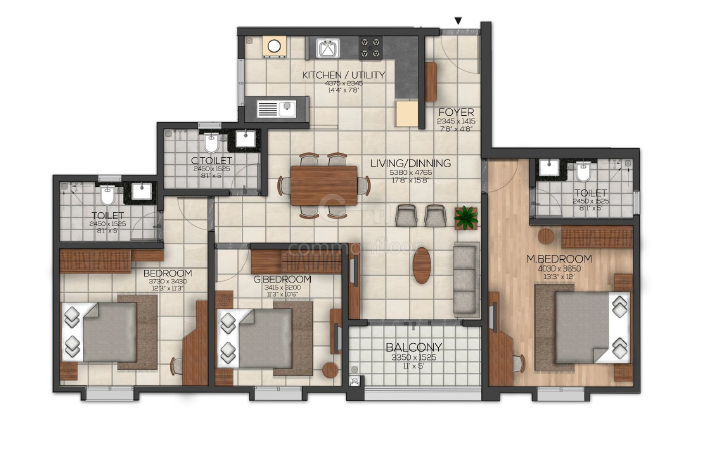 KITCHEN / UTILITY
4375 x 2345
14'4" x 7'8"
FOYER
2345 x 1415
7'8" x 4'8"
C.TOILET
2450 x 1525
8'1" x 5'
LIVING/DINNING
5380 x 4765
17'8" x 15'8"
TOILET
2450 x 1525
8'1" x 5'
TOILET
2450 x 1525
8'1" x 5'
BEDROOM
3730 x 3430
12'3" x 11'3"
G.BEDROOM
3415 x 3200
11'3" x 10'6"
M.BEDROOM
4030 x 3650
13'3" x 12'
BALCONY
3350 x 1525
11' x 5'